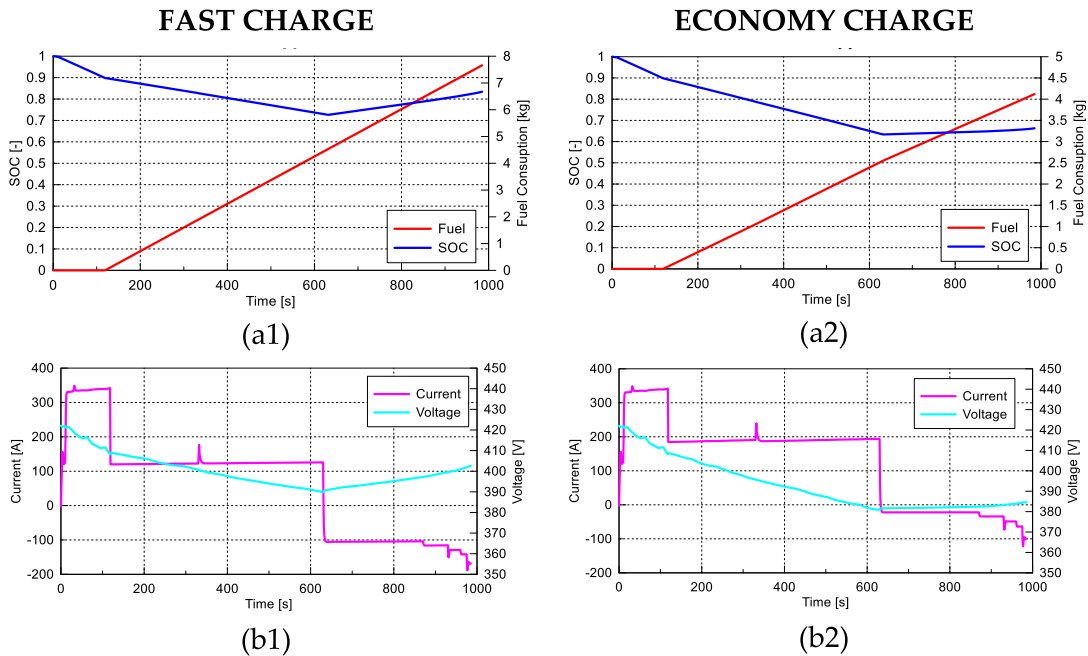 FAST CHARGE
ECONOMY CHARGE
1
0.9
0.8
0.7
0.6
0.5
0.4
0.3
0.2
0.1
0
SOC [-]
8
7
6
5
4
3
2
1
0
Fuel Consuption [kg]
Fuel
SOC
0 200 400 600 800 1000
Time [s]
(a1)
1
0.9
0.8
0.7
0.6
0.5
0.4
0.3
0.2
0.1
0
SOC [-]
5
4.5
4
3.5
3
2.5
2
1.5
1
0.5
0
Fuel Consuption [kg]
Fuel
SOC
0 200 400 600 800 1000
Time [s]
(a2)
400
300
200
100
0
-100
-200
Current [A]
450
440
430
420
410
400
390
380
370
360
350
Voltage [V]
Current
Voltage
0 200 400 600 800 1000
Time [s]
(b1)
400
300
200
100
0
-100
-200
Current [A]
450
440
430
420
410
400
390
380
370
360
350
Voltage [V]
Current
Voltage
0 200 400 600 800 1000
Time [s]
(b2)